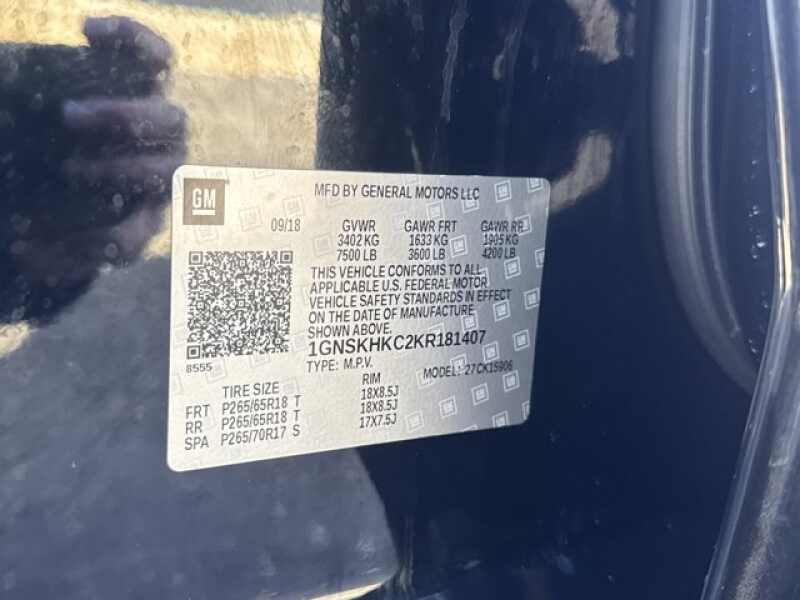 GM
MFD BY GENERAL MOTORS LLC
09/18 GVWR GAWR FRT GAWR RR
3402 KG 1633 KG 1905 KG
7500 LB 3600 LB 4200 LB
THIS VEHICLE CONFORMS TO ALL
APPLICABLE U.S. FEDERAL MOTOR
VEHICLE SAFETY STANDARDS IN EFFECT
ON THE DATE OF MANUFACTURE
SHOWN ABOVE.
1GNSKHKC2KR181407
8555
TYPE: M.P.V. MODEL: 27CK15906
TIRE SIZE RIM
FRT P265/65R18 T 18X8.5J
RR P265/65R18 T 18X8.5J
SPA P265/70R17 S 17X7.5J